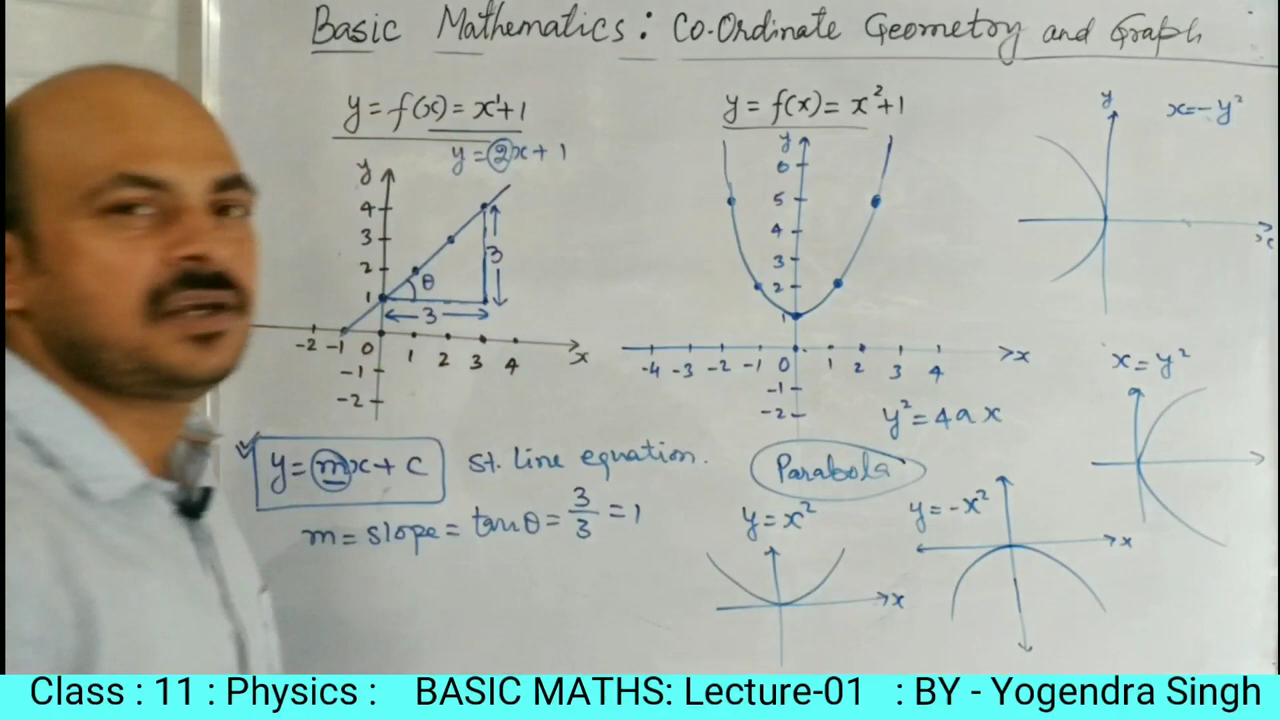 Basic Mathematics : Co-Ordinate Geometry and Graph
y = f(x) = x¹+1
y = 2x + 1
y
4
3
2
1
θ
3
3
-2 -1 0 1 2 3 4 x
-1
-2
y = f(x) = x²+1
y
6
5
4
3
2
1
-4 -3 -2 -1 0 1 2 3 4 x
-1
-2
x = -y²
y
x
y² = 4ax
x = y²
y = mx + c St. Line equation.
m = slope = tanθ = 3/3 = 1
Parabola
y = x²
x
y = -x²
x
Class : 11 : Physics : BASIC MATHS: Lecture-01 : BY - Yogendra Singh